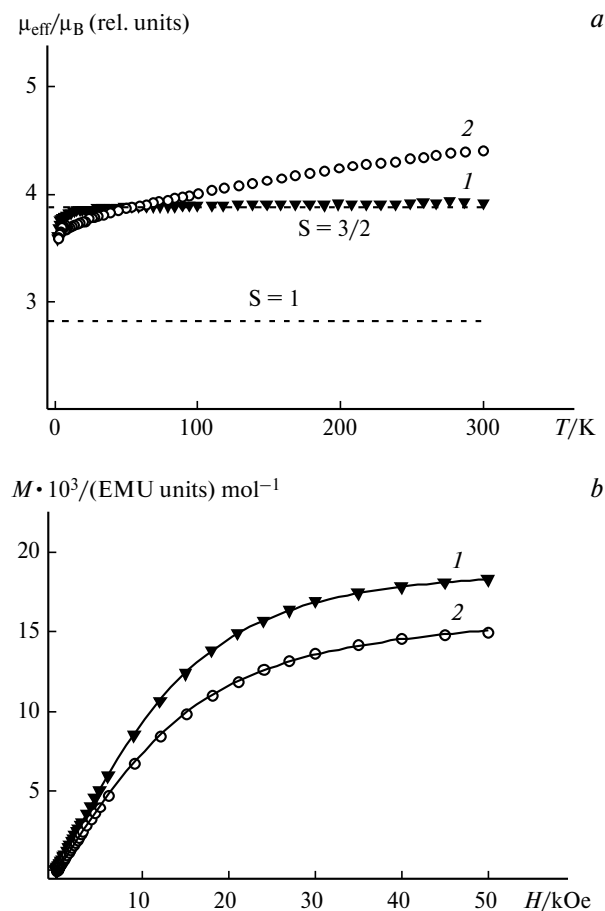 μeff/μB (rel. units) a
5
2
4
1
S = 3/2
3
S = 1
0 100 200 300
T/K
M • 10³/(EMU units) mol⁻¹ b
20
1
15
2
10
5
10 20 30 40 50 H/kOe